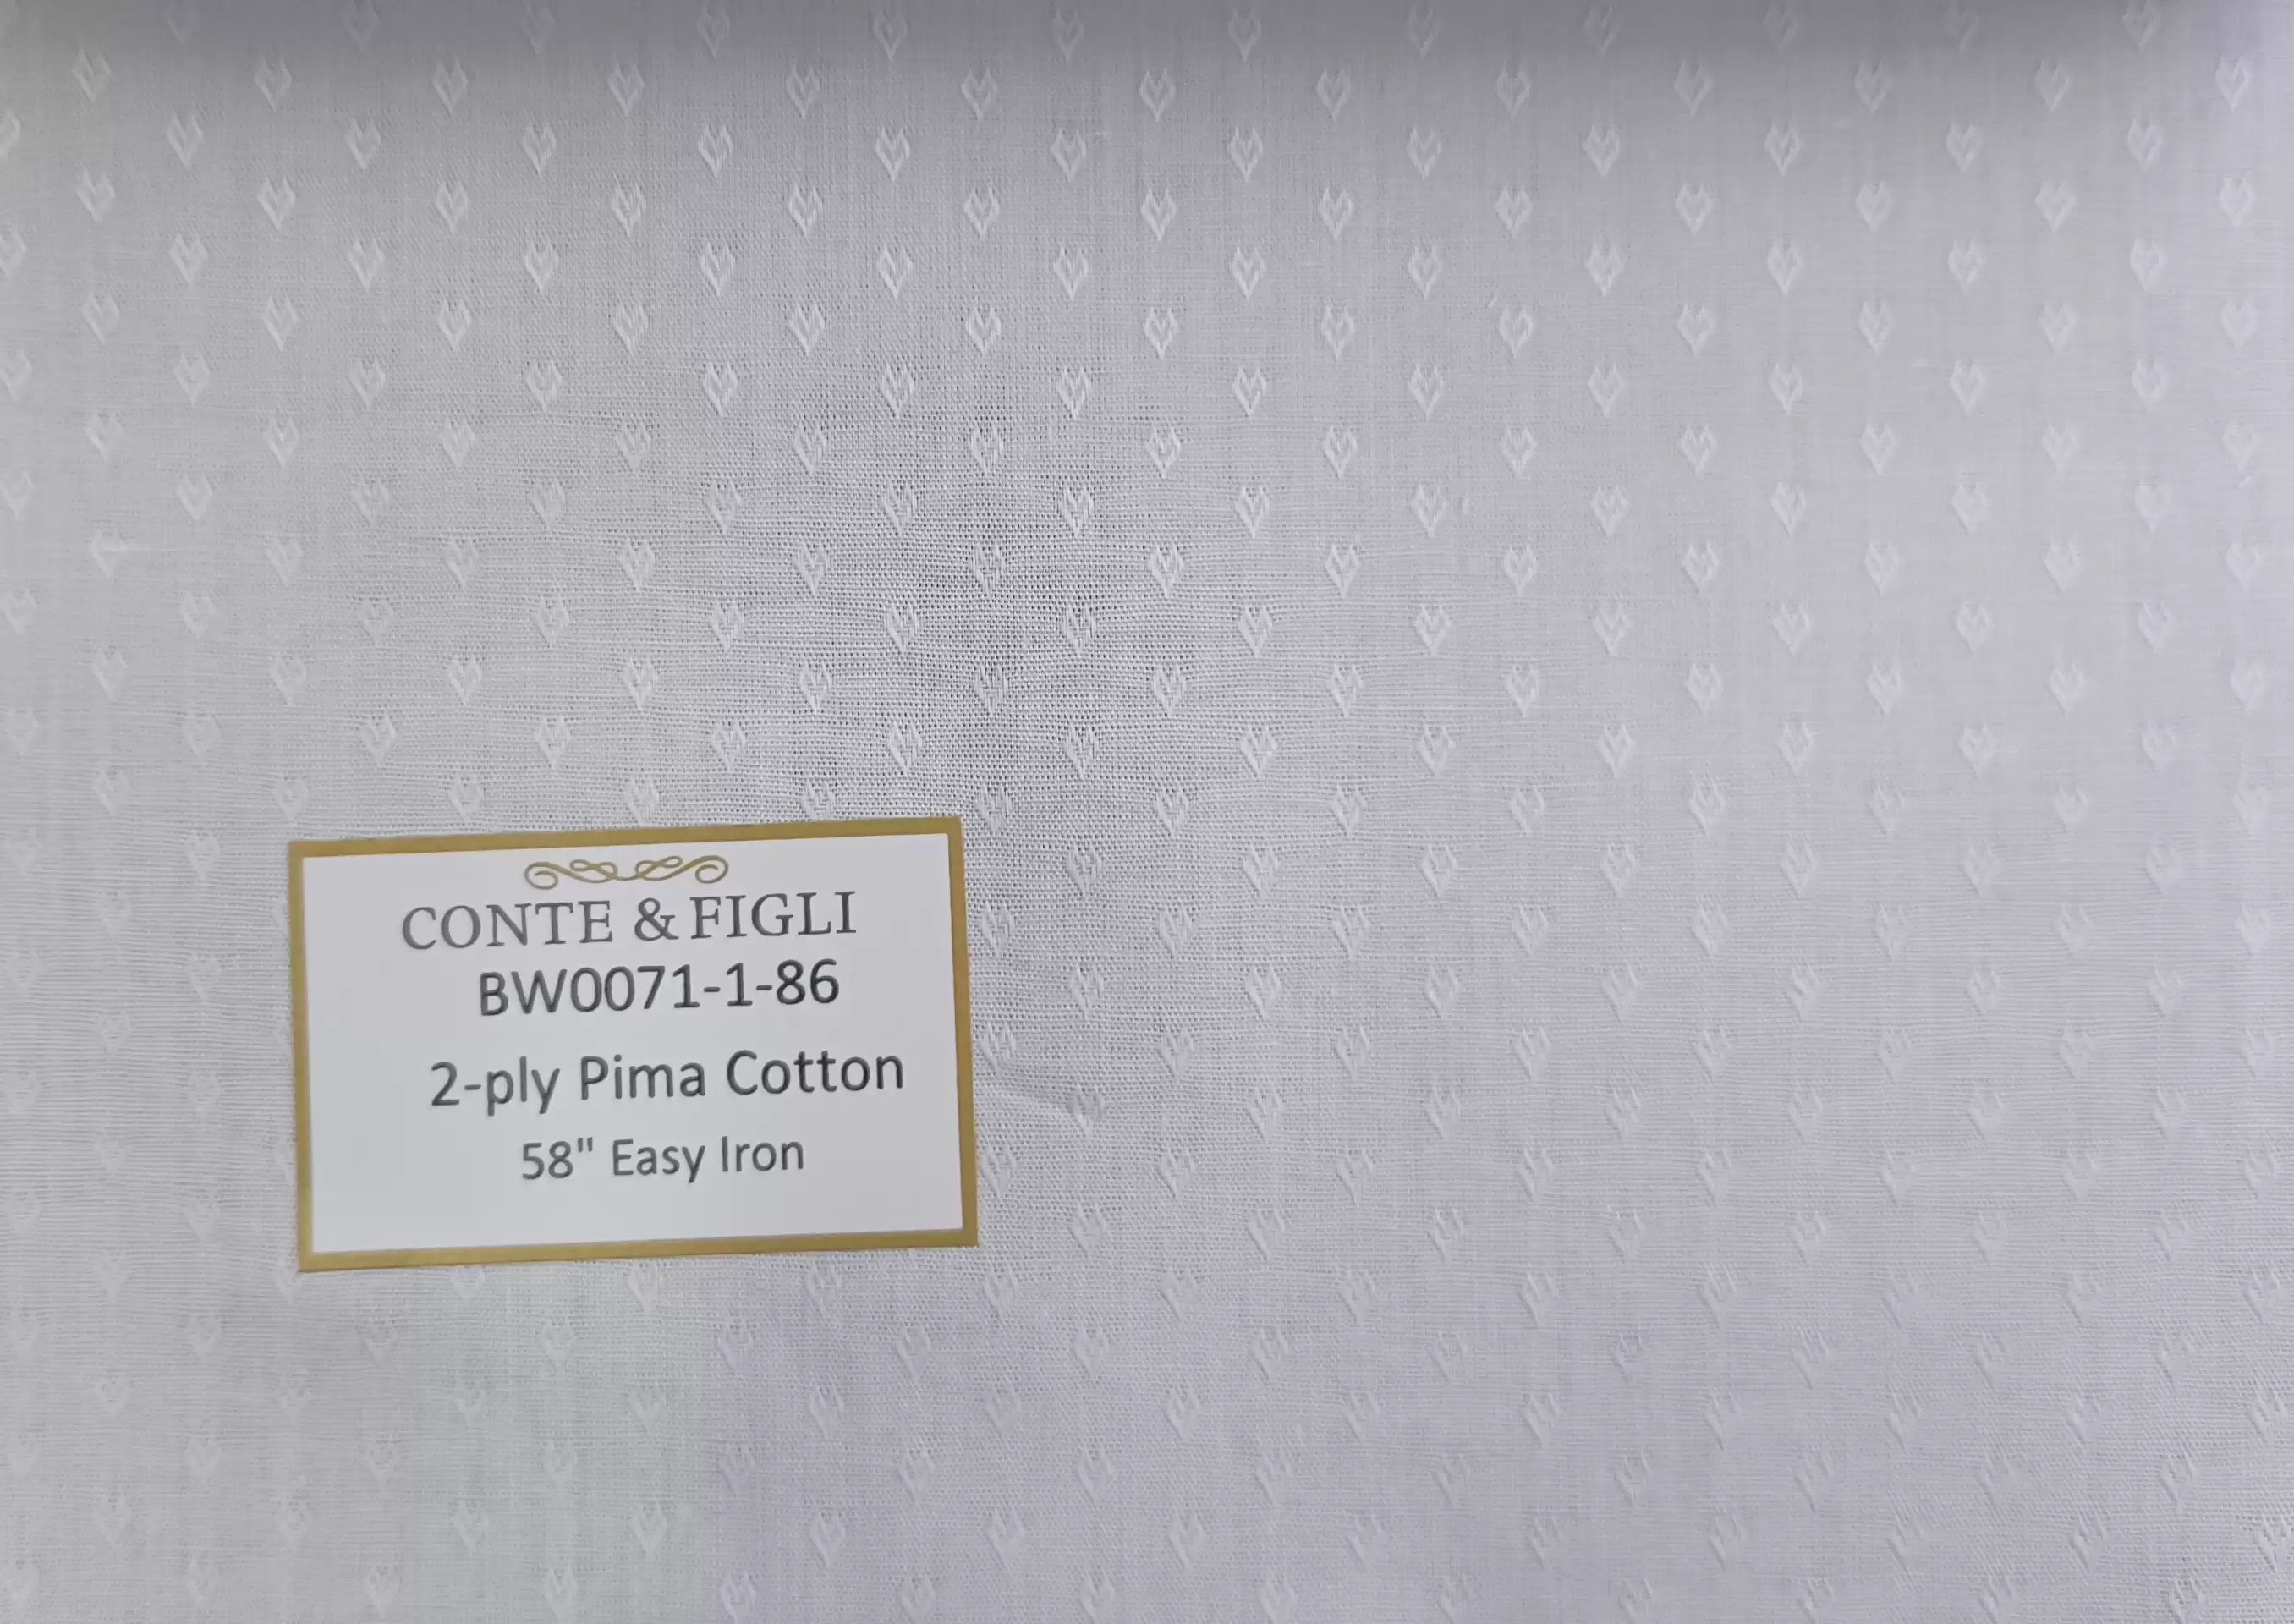 CONTE & FIGLI
BW0071-1-86
2-ply Pima Cotton
58" Easy Iron